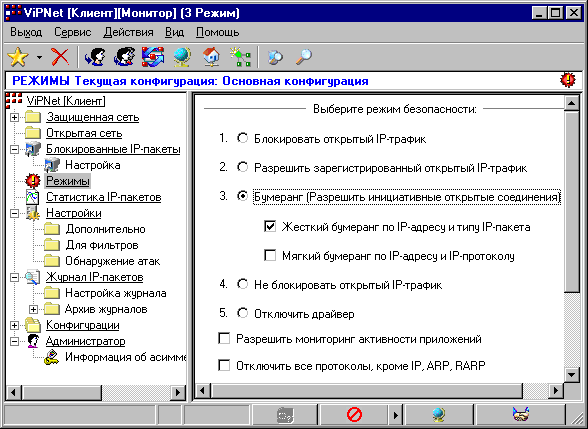 ViPNet [Клиент][Монитор] (3 Режим)
Выход Сервис Действия Вид Помощь
РЕЖИМЫ Текущая конфигурация: Основная конфигурация
ViPNet [Клиент]
Защищенная сеть
Открытая сеть
Блокированные IP-пакеты
Настройка
Режимы
Статистика IP-пакетов
Настройки
Дополнительно
Для фильтров
Обнаружение атак
Журнал IP-пакетов
Настройка журнала
Архив журналов
Конфигурации
Администратор
Информация об асимме
Выберите режим безопасности:
1. Блокировать открытый IP-трафик
2. Разрешить зарегистрированный открытый IP-трафик
3. Бумеранг (Разрешить инициативные открытые соединения)
Жесткий бумеранг по IP-адресу и типу IP-пакета
Мягкий бумеранг по IP-адресу и IP-протоколу
4. Не блокировать открытый IP-трафик
5. Отключить драйвер
Разрешить мониторинг активности приложений
Отключить все протоколы, кроме IP, ARP, RARP